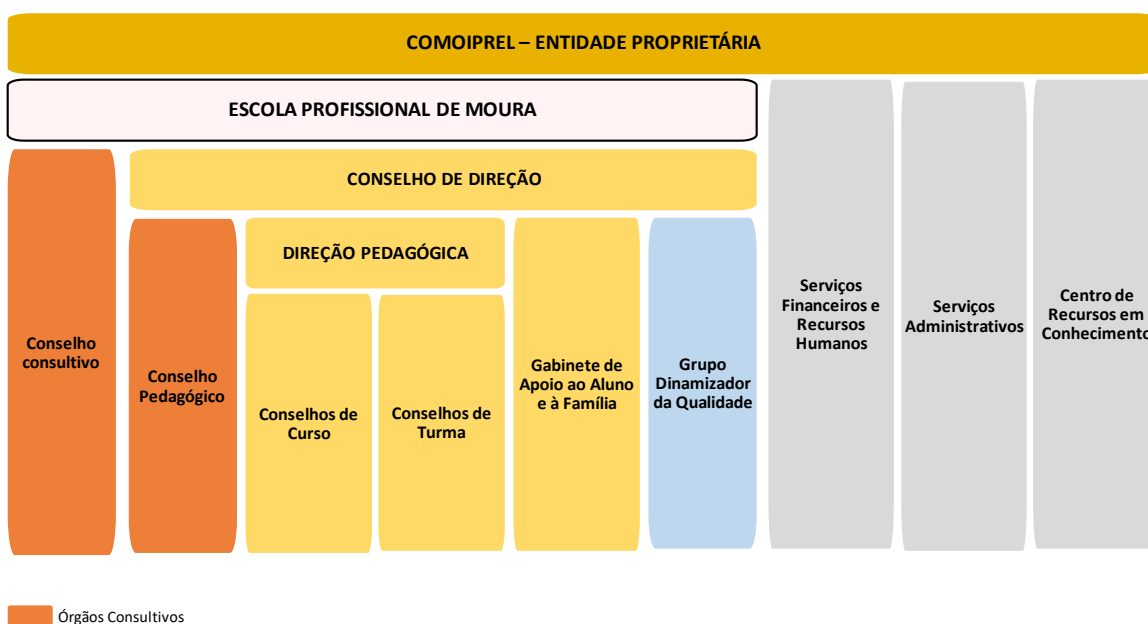 COMOIPREL – ENTIDADE PROPRIETÁRIA
ESCOLA PROFISSIONAL DE MOURA
CONSELHO DE DIREÇÃO
DIREÇÃO PEDAGÓGICA
Conselho
consultivo
Conselho
Pedagógico
Conselhos de
Curso
Conselhos de
Turma
Gabinete de
Apoio ao Aluno
e à Família
Grupo
Dinamizador
da Qualidade
Serviços
Financeiros e
Recursos
Humanos
Serviços
Administrativos
Centro de
Recursos em
Conhecimento
Órgãos Consultivos